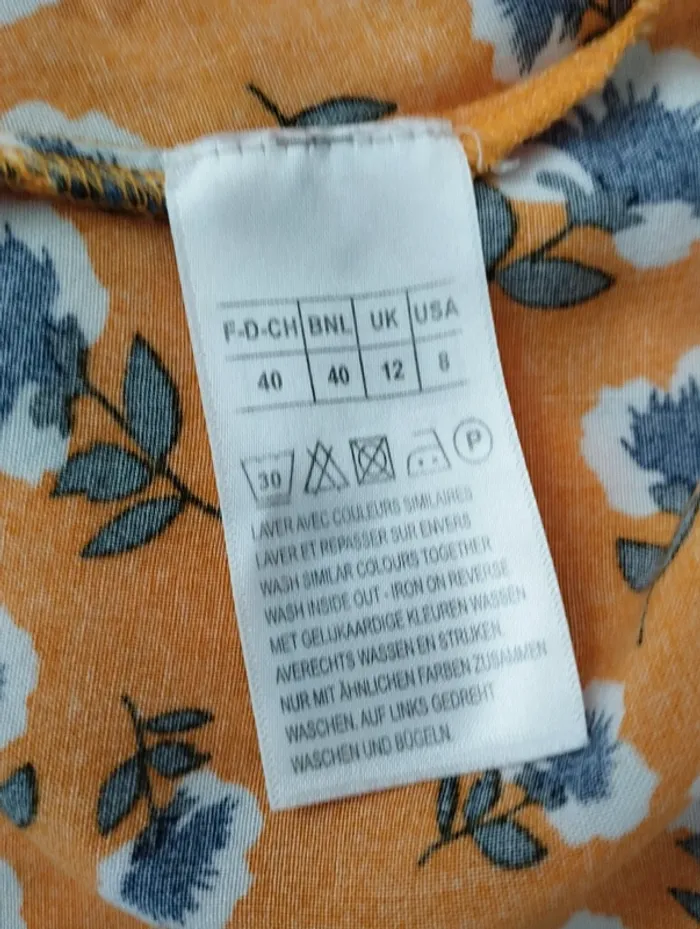 F-D-CH BNL UK USA
40 40 12 8
30 P
LAVER AVEC COULEURS SIMILAIRES
LAVER ET REPASSER SUR ENVERS
WASH SIMILAR COLOURS TOGETHER
WASH INSIDE OUT - IRON ON REVERSE
MET GELIJKAARDIGE KLEUREN WASSEN
AVERECHTS WASSEN EN STRIJKEN.
NUR MIT ÄHNLICHEN FARBEN ZUSAMMEN
WASCHEN. AUF LINKS GEDREHT
WASCHEN UND BÜGELN.